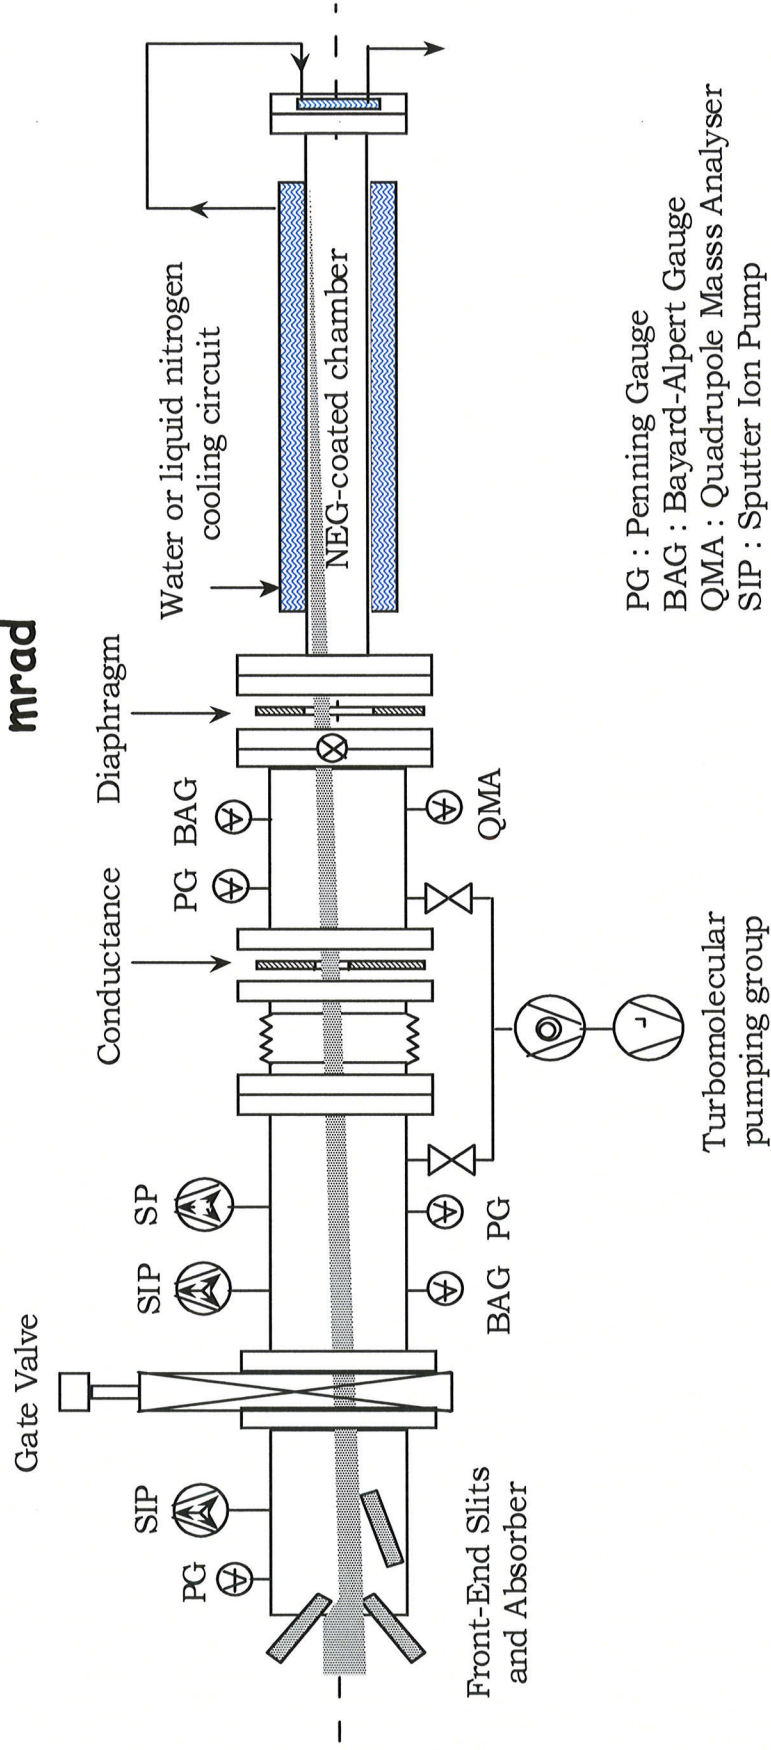 mrad
Gate Valve
SIP
PG
SIP
SP
Conductance
PG
BAG
Diaphragm
Water or liquid nitrogen
cooling circuit
NEG-coated chamber
Front-End Slits
and Absorber
BAG
PG
QMA
Turbomolecular
pumping group
PG : Penning Gauge
BAG : Bayard-Alpert Gauge
QMA : Quadrupole Masss Analyser
SIP : Sputter Ion Pump